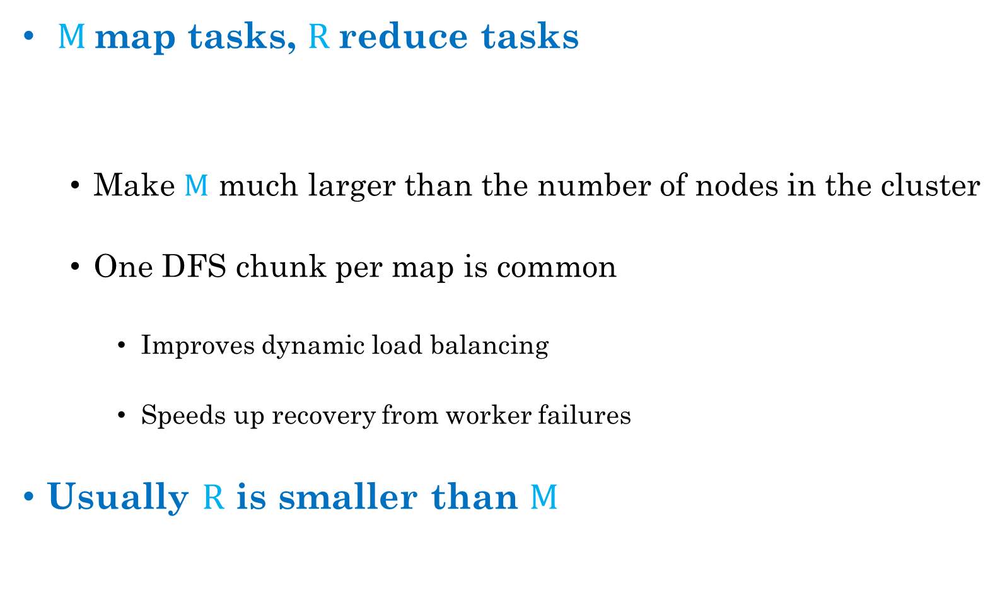 • M map tasks, R reduce tasks
• Make M much larger than the number of nodes in the cluster
• One DFS chunk per map is common
• Improves dynamic load balancing
• Speeds up recovery from worker failures
• Usually R is smaller than M